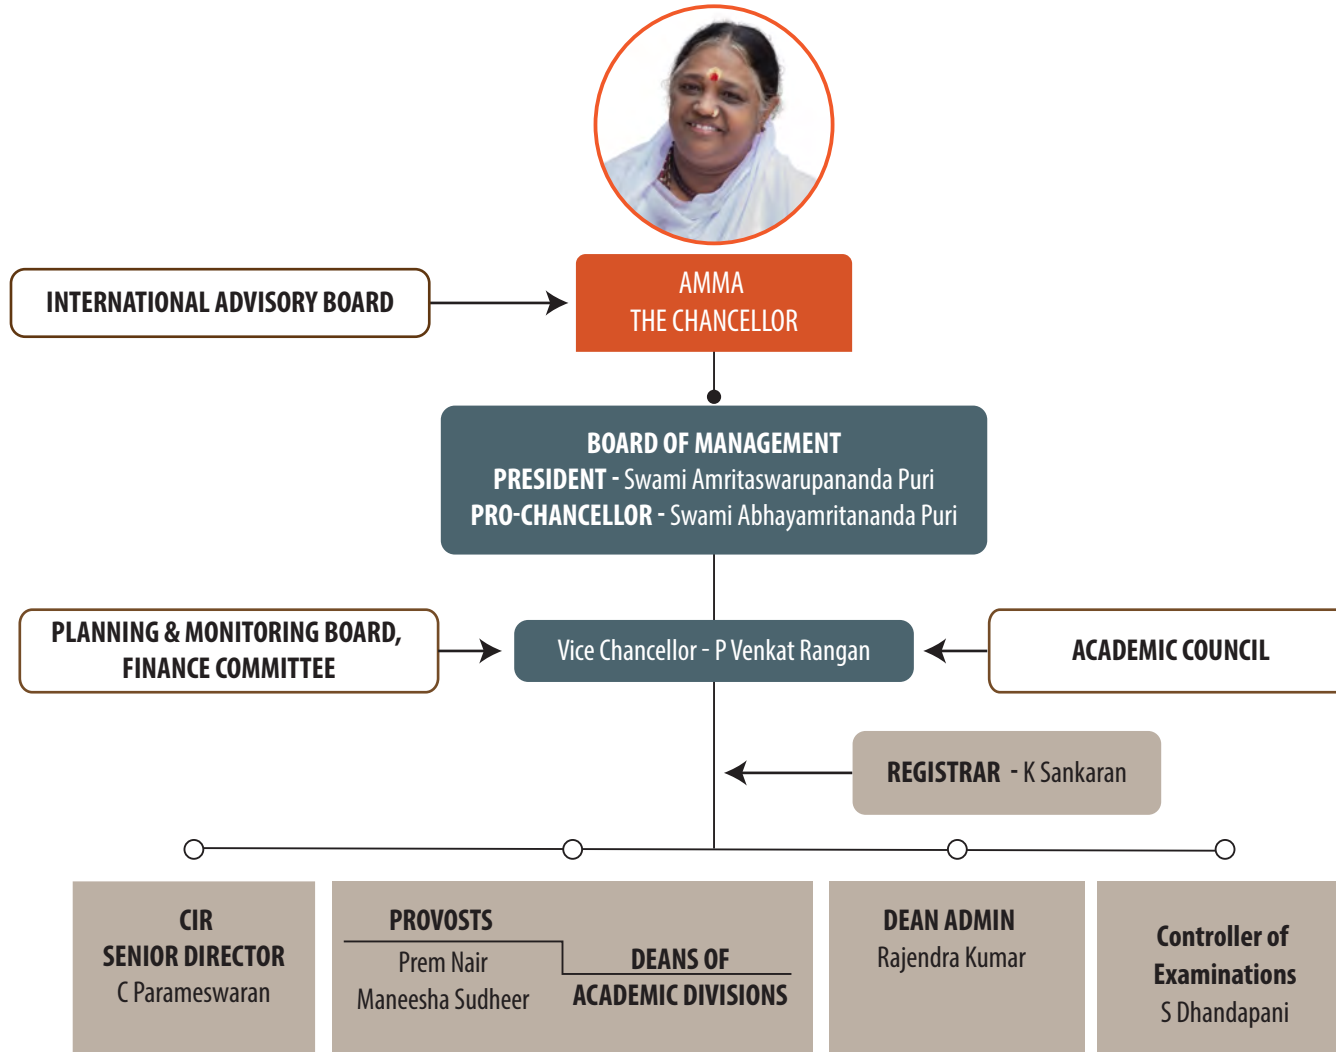 INTERNATIONAL ADVISORY BOARD
AMMA
THE CHANCELLOR
BOARD OF MANAGEMENT
PRESIDENT - Swami Amritaswarupananda Puri
PRO-CHANCELLOR - Swami Abhayamritananda Puri
PLANNING & MONITORING BOARD,
FINANCE COMMITTEE
Vice Chancellor - P Venkat Rangan
ACADEMIC COUNCIL
REGISTRAR - K Sankaran
CIR
SENIOR DIRECTOR
C Parameswaran
PROVOSTS
Prem Nair
Maneesha Sudheer
DEANS OF
ACADEMIC DIVISIONS
DEAN ADMIN
Rajendra Kumar
Controller of
Examinations
S Dhandapani